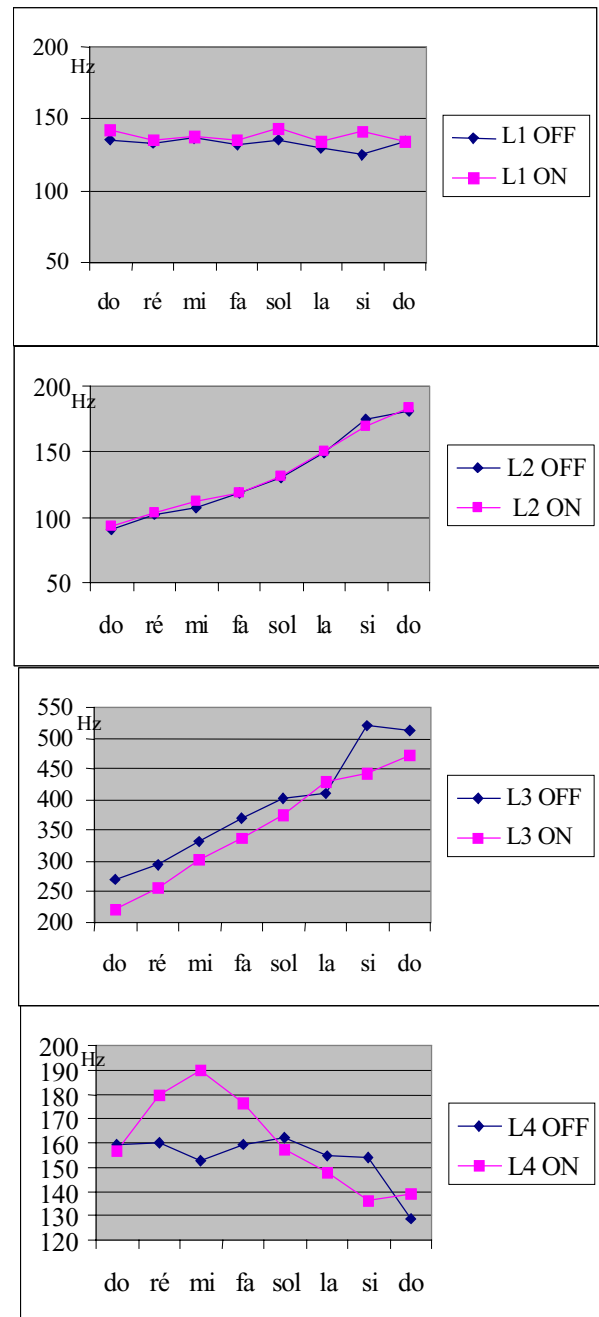 200
Hz
150
100
50
do ré mi fa sol la si do
L1 OFF
L1 ON
200
Hz
150
100
50
do ré mi fa sol la si do
L2 OFF
L2 ON
550
Hz
500
450
400
350
300
250
200
do ré mi fa sol la si do
L3 OFF
L3 ON
200
Hz
190
180
170
160
150
140
130
120
do ré mi fa sol la si do
L4 OFF
L4 ON